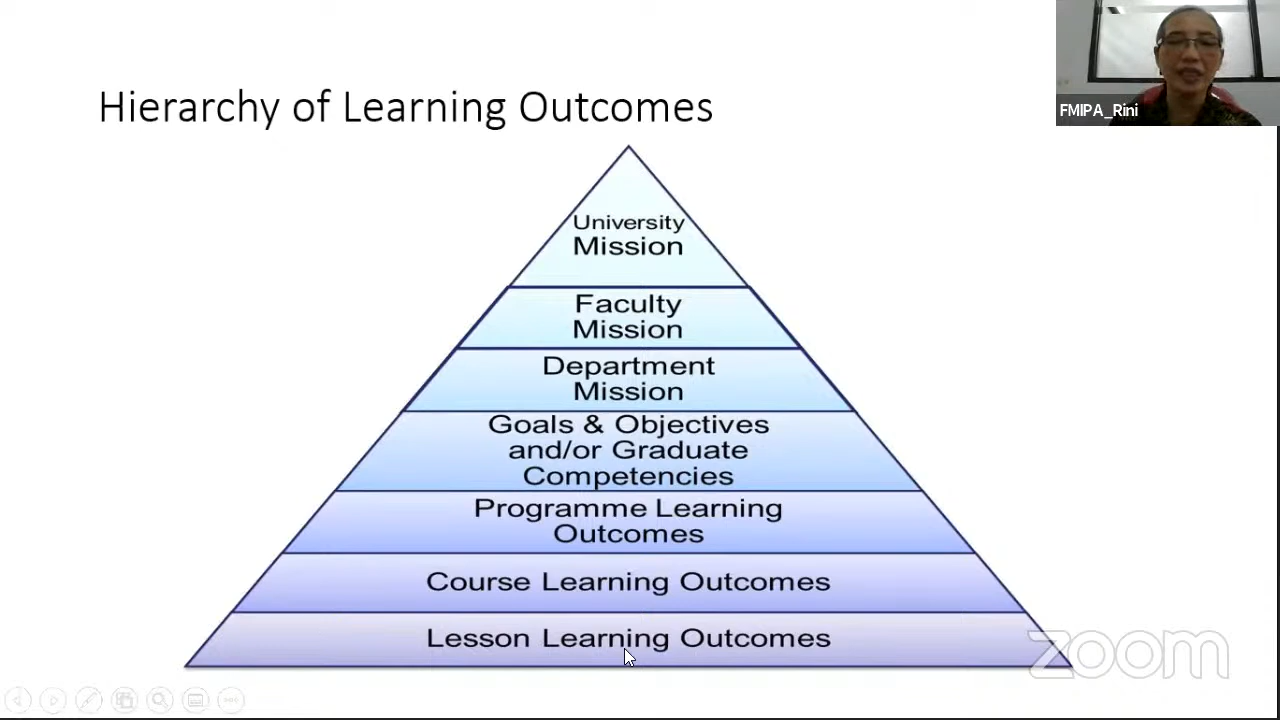 FMIPA_Rini
Hierarchy of Learning Outcomes
University
Mission
Faculty
Mission
Department
Mission
Goals & Objectives
and/or Graduate
Competencies
Programme Learning
Outcomes
Course Learning Outcomes
Lesson Learning Outcomes
zoom